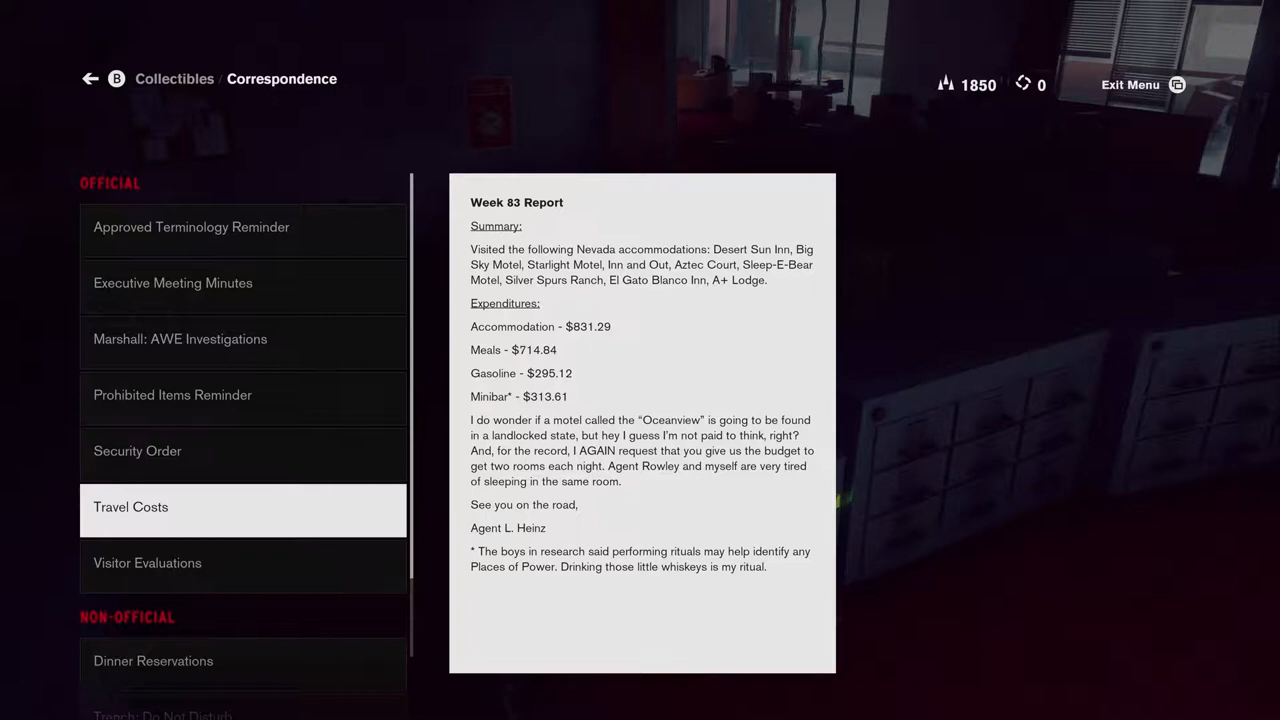 B Collectibles / Correspondence
1850 0 Exit Menu
OFFICIAL
Approved Terminology Reminder
Executive Meeting Minutes
Marshall: AWE Investigations
Prohibited Items Reminder
Security Order
Travel Costs
Visitor Evaluations
NON-OFFICIAL
Dinner Reservations
Trench: Do Not Disturb
Week 83 Report
Summary:
Visited the following Nevada accommodations: Desert Sun Inn, Big
Sky Motel, Starlight Motel, Inn and Out, Aztec Court, Sleep-E-Bear
Motel, Silver Spurs Ranch, El Gato Blanco Inn, A+ Lodge.
Expenditures:
Accommodation - $831.29
Meals - $714.84
Gasoline - $295.12
Minibar* - $313.61
I do wonder if a motel called the “Oceanview” is going to be found
in a landlocked state, but hey I guess I'm not paid to think, right?
And, for the record, I AGAIN request that you give us the budget to
get two rooms each night. Agent Rowley and myself are very tired
of sleeping in the same room.
See you on the road,
Agent L. Heinz
* The boys in research said performing rituals may help identify any
Places of Power. Drinking those little whiskeys is my ritual.